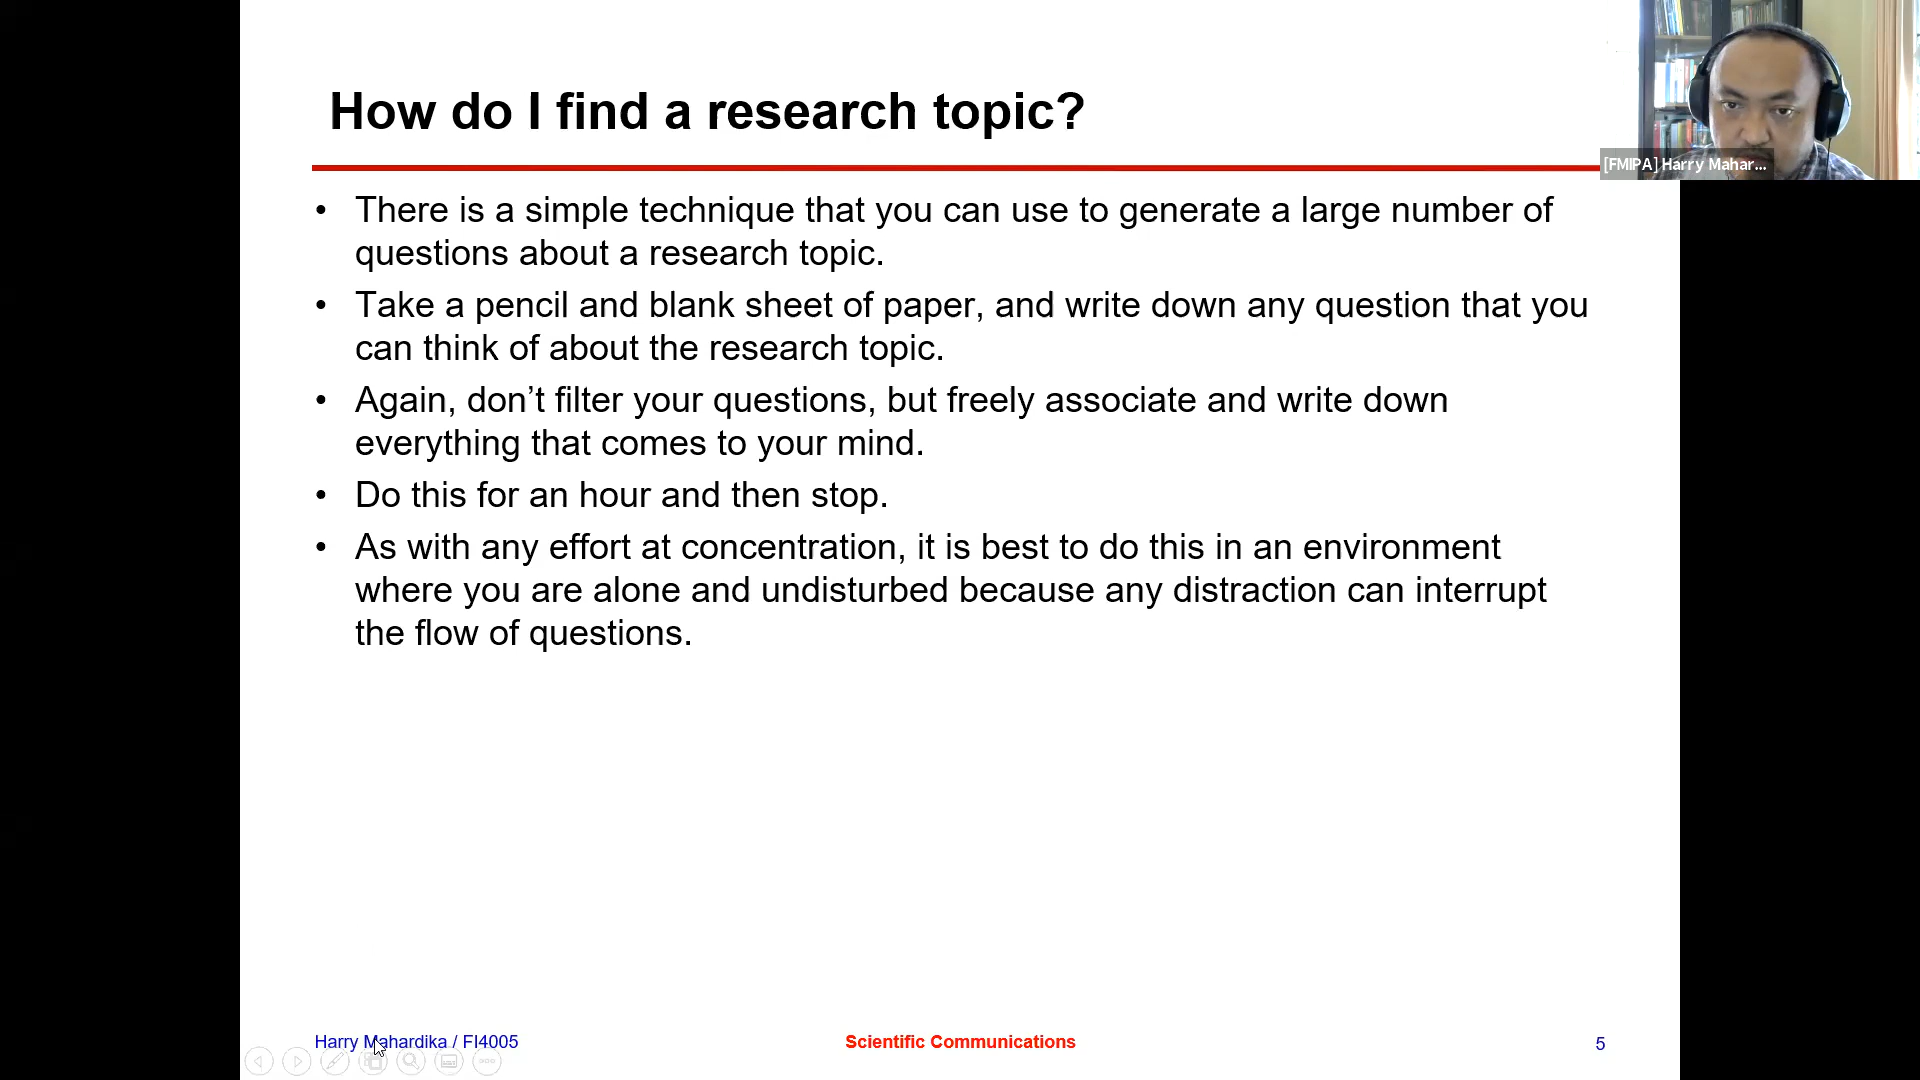 How do I find a research topic?
[FMIPA] Harry Mahar...
• There is a simple technique that you can use to generate a large number of
questions about a research topic.
• Take a pencil and blank sheet of paper, and write down any question that you
can think of about the research topic.
• Again, don’t filter your questions, but freely associate and write down
everything that comes to your mind.
• Do this for an hour and then stop.
• As with any effort at concentration, it is best to do this in an environment
where you are alone and undisturbed because any distraction can interrupt
the flow of questions.
Harry Mahardika / FI4005
Scientific Communications
5